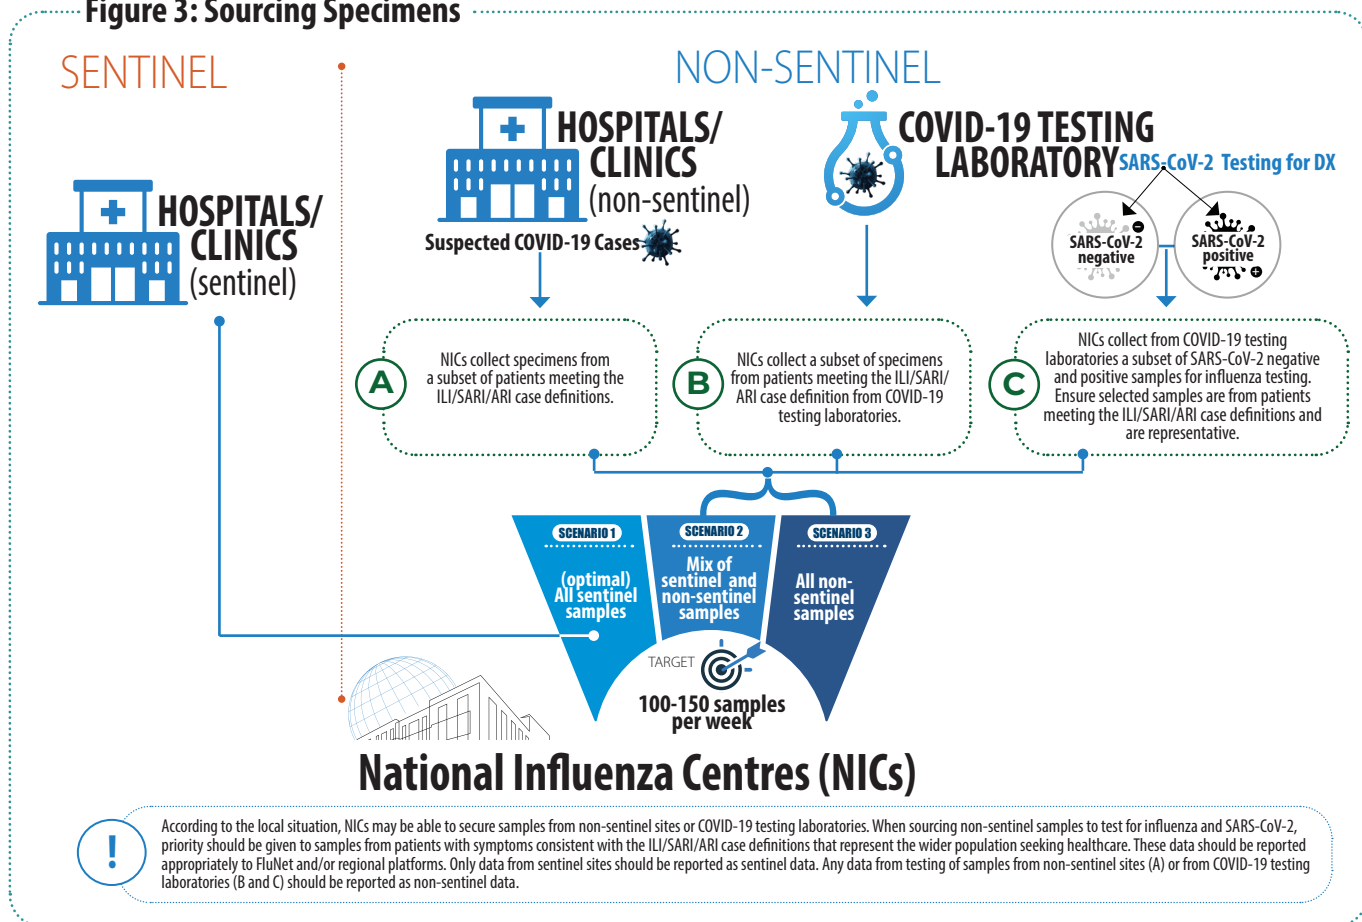 Figure 3: Sourcing Specimens
SENTINEL
NON-SENTINEL
HOSPITALS/
CLINICS
(sentinel)
HOSPITALS/
CLINICS
(non-sentinel)
Suspected COVID-19 Cases
COVID-19 TESTING
LABORATORY
SARS-CoV-2 Testing for DX
SARS-CoV-2
negative
SARS-CoV-2
positive
A
NICs collect specimens from
a subset of patients meeting the
ILI/SARI/ARI case definitions.
B
NICs collect a subset of specimens
from patients meeting the ILI/SARI/
ARI case definition from COVID-19
testing laboratories.
C
NICs collect from COVID-19 testing
laboratories a subset of SARS-CoV-2 negative
and positive samples for influenza testing.
Ensure selected samples are from patients
meeting the ILI/SARI/ARI case definitions and
are representative.
SCENARIO 1
(optimal)
All sentinel
samples
SCENARIO 2
Mix of
sentinel and
non-sentinel
samples
SCENARIO 3
All non-
sentinel
samples
TARGET
100-150 samples
per week
National Influenza Centres (NICs)
!
According to the local situation, NICs may be able to secure samples from non-sentinel sites or COVID-19 testing laboratories. When sourcing non-sentinel samples to test for influenza and SARS-CoV-2,
priority should be given to samples from patients with symptoms consistent with the ILI/SARI/ARI case definitions that represent the wider population seeking healthcare. These data should be reported
appropriately to FluNet and/or regional platforms. Only data from sentinel sites should be reported as sentinel data. Any data from testing of samples from non-sentinel sites (A) or from COVID-19 testing
laboratories (B and C) should be reported as non-sentinel data.